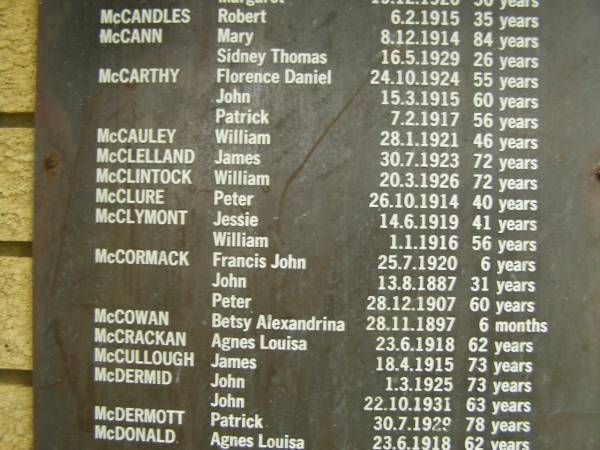 Margaret 30 years
McCANDLES Robert 6.2.1915 35 years
McCANN Mary 8.12.1914 84 years
Sidney Thomas 16.5.1929 26 years
McCARTHY Florence Daniel 24.10.1924 55 years
John 15.3.1915 60 years
Patrick 7.2.1917 56 years
McCAULEY William 28.1.1921 46 years
McCLELLAND James 30.7.1923 72 years
McCLINTOCK William 20.3.1926 72 years
McCLURE Peter 26.10.1914 40 years
McCLYMONT Jessie 14.6.1919 41 years
William 1.1.1916 56 years
McCORMACK Francis John 25.7.1920 6 years
John 13.8.1887 31 years
Peter 28.12.1907 60 years
McCOWAN Betsy Alexandrina 28.11.1897 6 months
McCRACKAN Agnes Louisa 23.6.1918 62 years
McCULLOUGH James 18.4.1915 73 years
McDERMID John 1.3.1925 73 years
John 22.10.1931 63 years
McDERMOTT Patrick 30.7.1929 78 years
McDONALD Agnes Louisa 23.6.1918 62 years